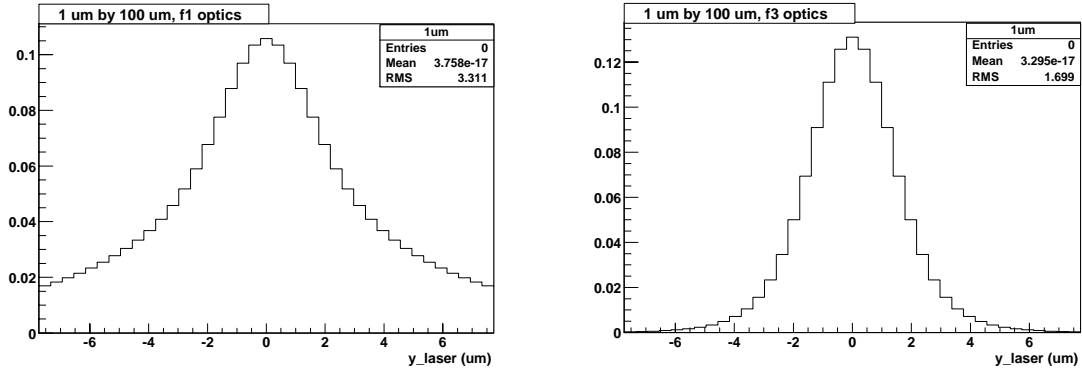 1 um by 100 um, f1 optics
1um
Entries 0
Mean 3.758e-17
RMS 3.311
0.1
0.08
0.06
0.04
0.02
0
-6 -4 -2 0 2 4 6
y_laser (um)
1 um by 100 um, f3 optics
1um
Entries 0
Mean 3.295e-17
RMS 1.699
0.12
0.1
0.08
0.06
0.04
0.02
0
-6 -4 -2 0 2 4 6
y_laser (um)